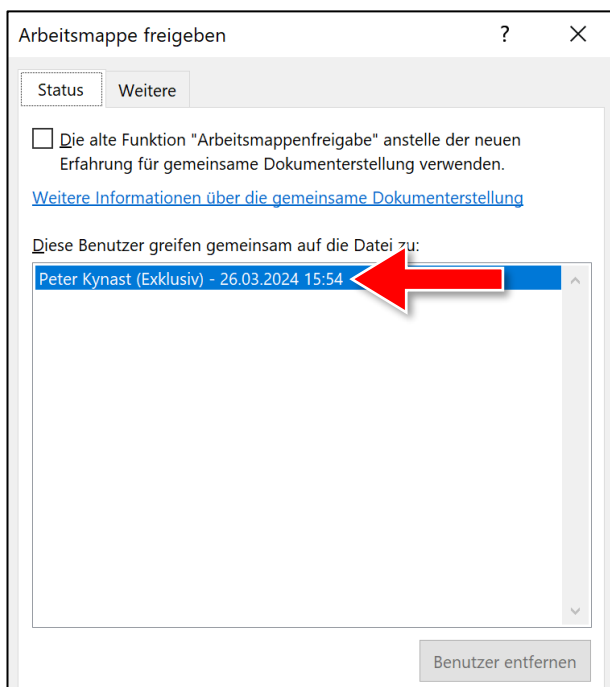 Arbeitsmappe freigeben ?
Status Weitere
Die alte Funktion "Arbeitsmappenfreigabe" anstelle der neuen
Erfahrung für gemeinsame Dokumenterstellung verwenden.
Weitere Informationen über die gemeinsame Dokumenterstellung
Diese Benutzer greifen gemeinsam auf die Datei zu:
Peter Kynast (Exklusiv) - 26.03.2024 15:54
Benutzer entfernen